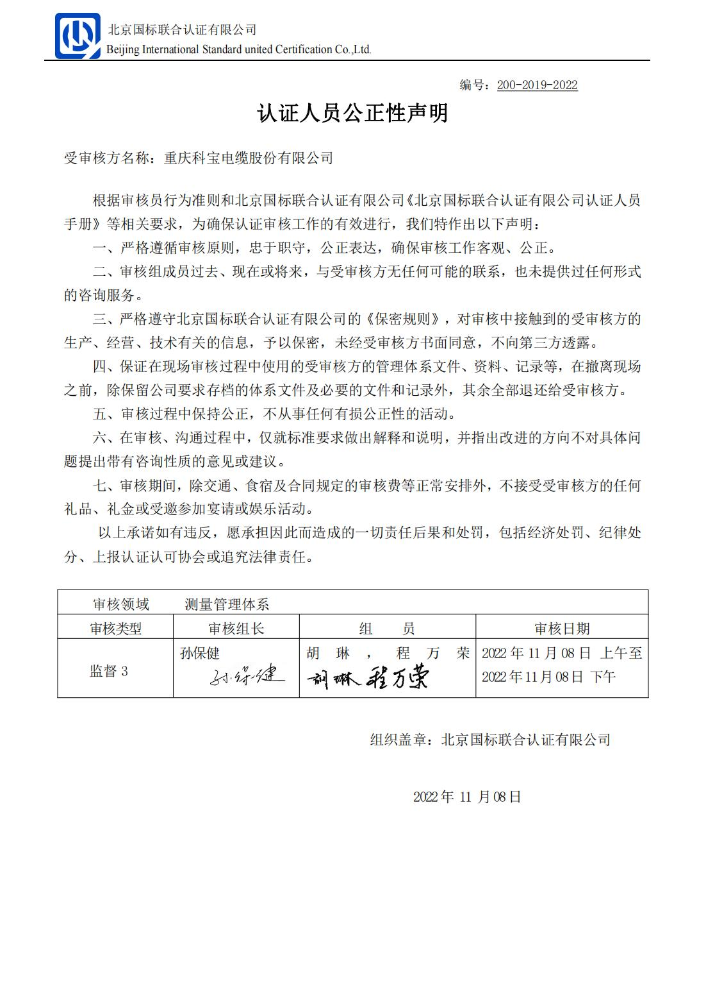 北京国标联合认证有限公司
Beijing International Standard united Certification Co.,Ltd.
编号：200-2019-2022
认证人员公正性声明
受审核方名称：重庆科宝电缆股份有限公司
根据审核员行为准则和北京国标联合认证有限公司《北京国标联合认证有限公司认证人员
手册》等相关要求，为确保认证审核工作的有效进行，我们特作出以下声明：
一、严格遵循审核原则，忠于职守，公正表达，确保审核工作客观、公正。
二、审核组成员过去、现在或将来，与受审核方无任何可能的联系，也未提供过任何形式
的咨询服务。
三、严格遵守北京国标联合认证有限公司的《保密规则》，对审核中接触到的受审核方的
生产、经营、技术有关的信息，予以保密，未经受审核方书面同意，不向第三方透露。
四、保证在现场审核过程中使用的受审核方的管理体系文件、资料、记录等，在撤离现场
之前，除保留公司要求存档的体系文件及必要的文件和记录外，其余全部退还给受审核方。
五、审核过程中保持公正，不从事任何有损公正性的活动。
六、在审核、沟通过程中，仅就标准要求做出解释和说明，并指出改进的方向不对具体问
题提出带有咨询性质的意见或建议。
七、审核期间，除交通、食宿及合同规定的审核费等正常安排外，不接受受审核方的任何
礼品、礼金或受邀参加宴请或娱乐活动。
以上承诺如有违反，愿承担因此而造成的一切责任后果和处罚，包括经济处罚、纪律处
分、上报认证认可协会或追究法律责任。
审核领域 测量管理体系
审核类型 审核组长 组 员 审核日期
监督 3
孙保健
孙保健
胡 琳 ， 程 万 荣
胡琳 程万荣
2022 年 11 月 08 日 上午至
2022 年 11 月 08 日 下午
组织盖章：北京国标联合认证有限公司
2022 年 11 月 08 日